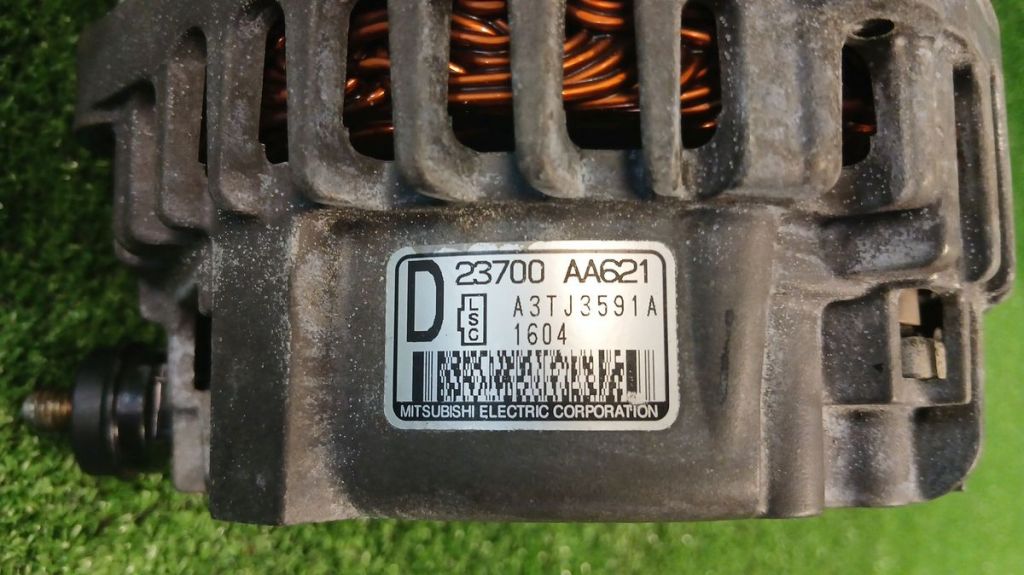 D 23700 AA621
LSC A3TJ3591A
1604
MITSUBISHI ELECTRIC CORPORATION